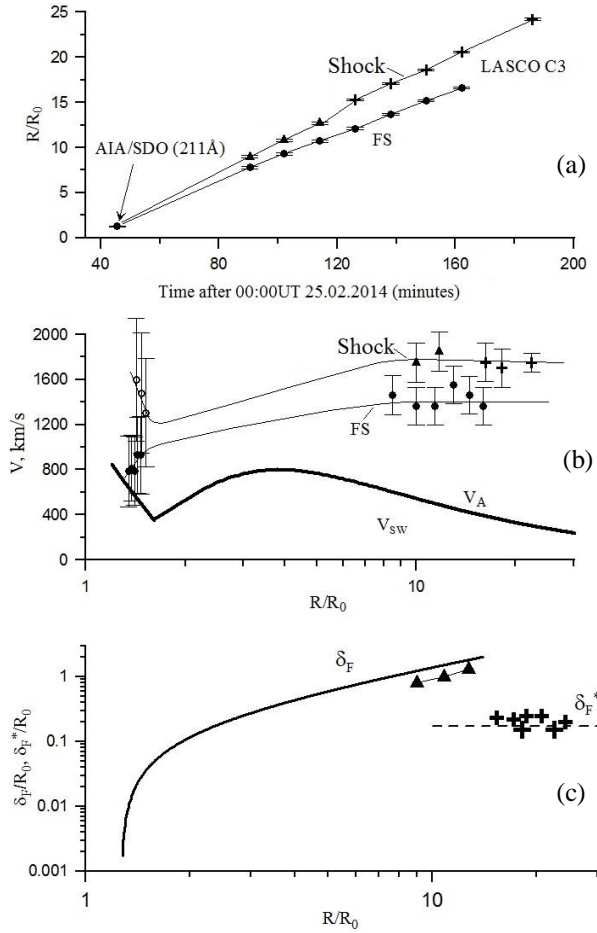 25
20
15
10
5
0
R/R₀
Shock
LASCO C3
AIA/SDO (211Å)
FS
(a)
40 80 120 160 200
Time after 00:00UT 25.02.2014 (minutes)
2000
1600
1200
800
400
0
V, km/s
Shock
FS
V_A
V_SW
(b)
1 10
R/R₀
1
0.1
0.01
0.001
δ_F/R₀, δ_F*/R₀
δ_F
δ_F*
(c)
1 10
R/R₀